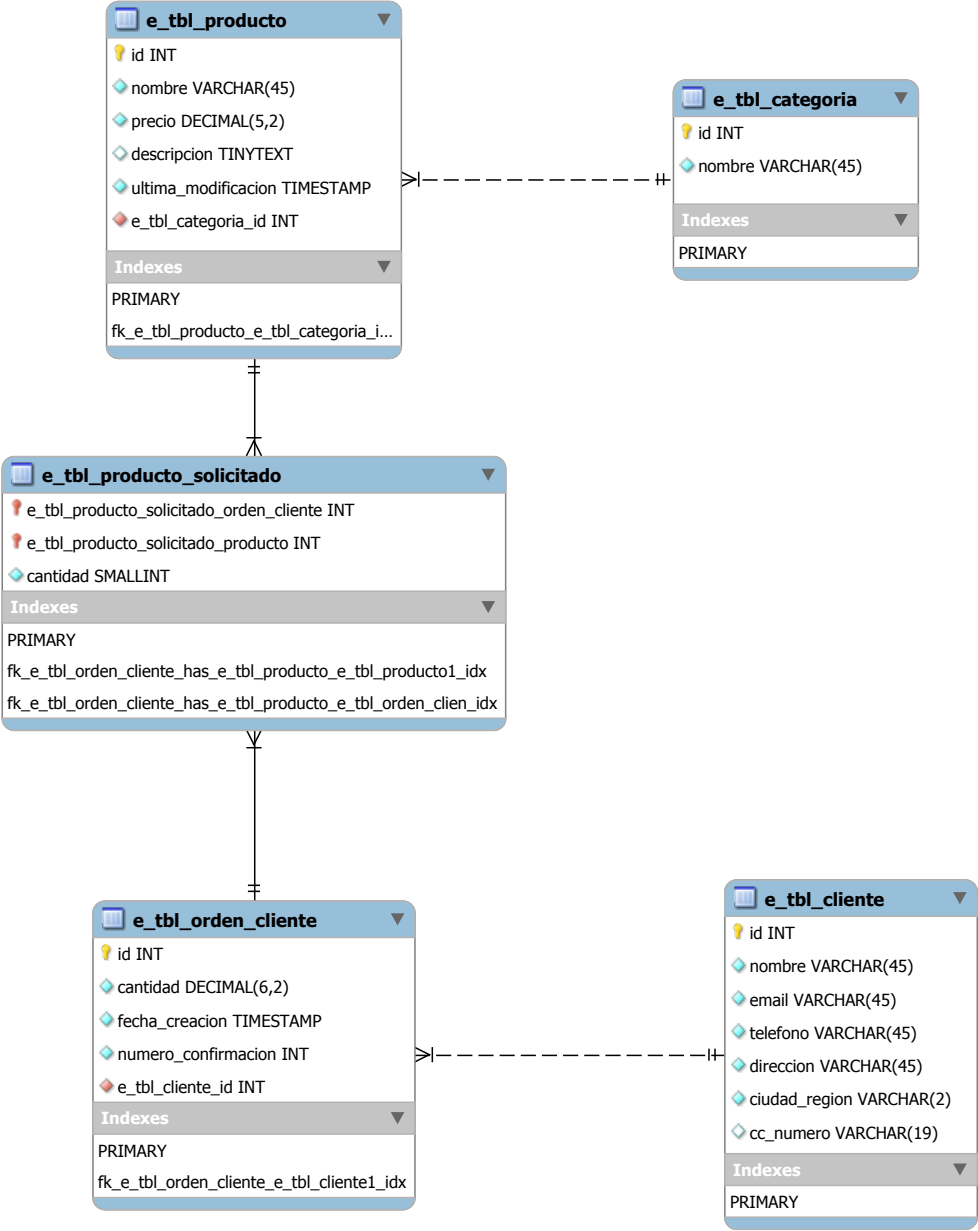 e_tbl_producto
id INT
nombre VARCHAR(45)
precio DECIMAL(5,2)
descripcion TINYTEXT
ultima_modificacion TIMESTAMP
e_tbl_categoria_id INT
Indexes
PRIMARY
fk_e_tbl_producto_e_tbl_categoria_i...
e_tbl_categoria
id INT
nombre VARCHAR(45)
Indexes
PRIMARY
e_tbl_producto_solicitado
e_tbl_producto_solicitado_orden_cliente INT
e_tbl_producto_solicitado_producto INT
cantidad SMALLINT
Indexes
PRIMARY
fk_e_tbl_orden_cliente_has_e_tbl_producto_e_tbl_producto1_idx
fk_e_tbl_orden_cliente_has_e_tbl_producto_e_tbl_orden_clien_idx
e_tbl_orden_cliente
id INT
cantidad DECIMAL(6,2)
fecha_creacion TIMESTAMP
numero_confirmacion INT
e_tbl_cliente_id INT
Indexes
PRIMARY
fk_e_tbl_orden_cliente_e_tbl_cliente1_idx
e_tbl_cliente
id INT
nombre VARCHAR(45)
email VARCHAR(45)
telefono VARCHAR(45)
direccion VARCHAR(45)
ciudad_region VARCHAR(2)
cc_numero VARCHAR(19)
Indexes
PRIMARY